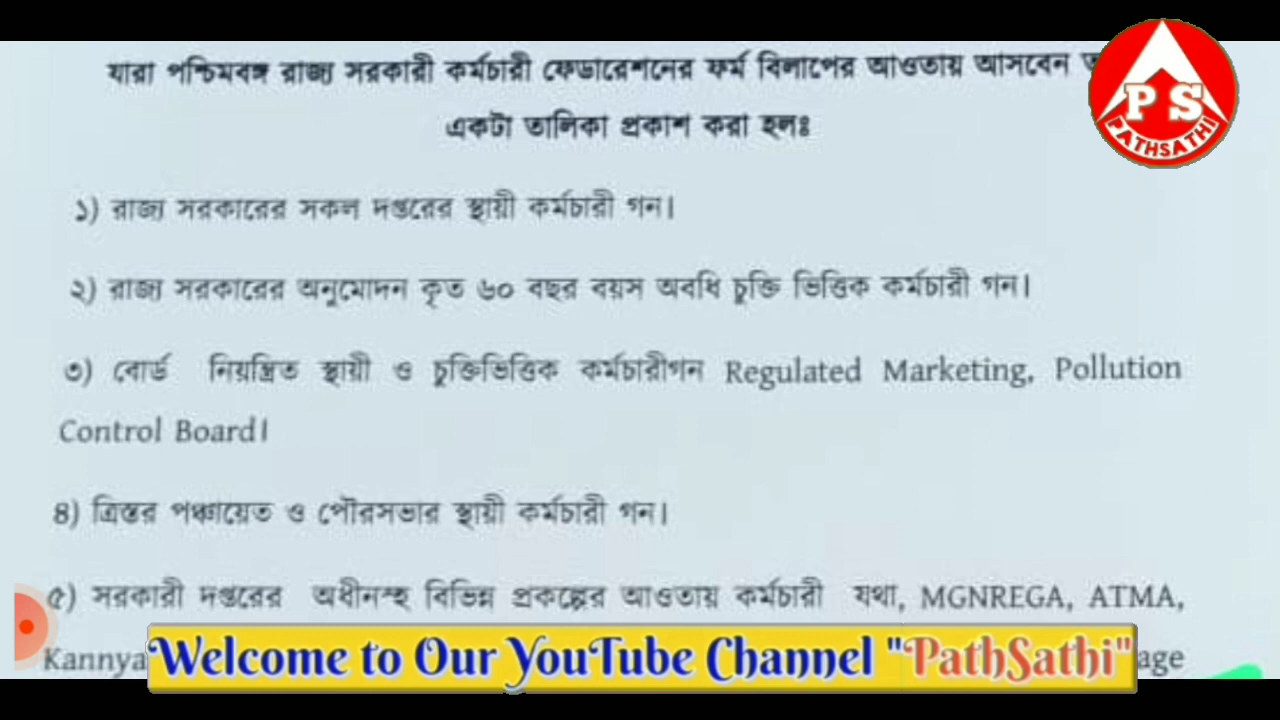 যারা পশ্চিমবঙ্গ রাজ্য সরকারী কর্মচারী ফেডারেশনের ফর্ম বিলাপের আওতায় আসবেন
একটা তালিকা প্রকাশ করা হলঃ
১) রাজ্য সরকারের সকল দপ্তরের স্থায়ী কর্মচারী গন।
২) রাজ্য সরকারের অনুমোদন কৃত ৬০ বছর বয়স অবধি চুক্তি ভিত্তিক কর্মচারী গন।
৩) বোর্ড নিয়ন্ত্রিত স্থায়ী ও চুক্তিভিত্তিক কর্মচারীগন Regulated Marketing, Pollution
Control Board।
৪) ত্রিস্তর পঞ্চায়েত ও পৌরসভার স্থায়ী কর্মচারী গন।
৫) সরকারী দপ্তরের অধীনস্হ বিভিন্ন প্রকল্পের আওতায় কর্মচারী যথা, MGNREGA, ATMA,
Kannya
Welcome to Our YouTube Channel "PathSathi"
PS
PATHSATHI